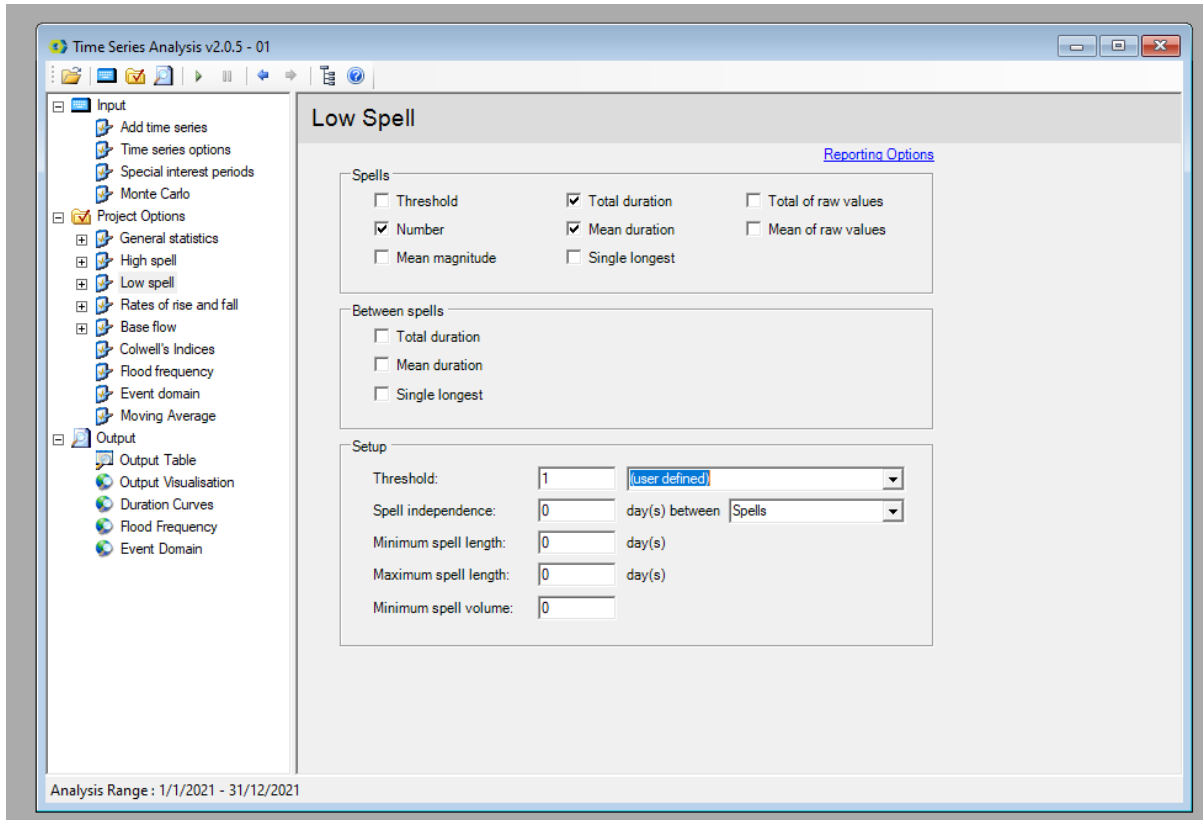 Time Series Analysis v2.0.5 - 01
Input
Add time series
Time series options
Special interest periods
Monte Carlo
Project Options
General statistics
High spell
Low spell
Rates of rise and fall
Base flow
Colwell's Indices
Flood frequency
Event domain
Moving Average
Output
Output Table
Output Visualisation
Duration Curves
Flood Frequency
Event Domain
Low Spell
Reporting Options
Spells
Threshold Total duration Total of raw values
Number Mean duration Mean of raw values
Mean magnitude Single longest
Between spells
Total duration
Mean duration
Single longest
Setup
Threshold: 1 (user defined)
Spell independence: 0 day(s) between Spells
Minimum spell length: 0 day(s)
Maximum spell length: 0 day(s)
Minimum spell volume: 0
Analysis Range : 1/1/2021 - 31/12/2021